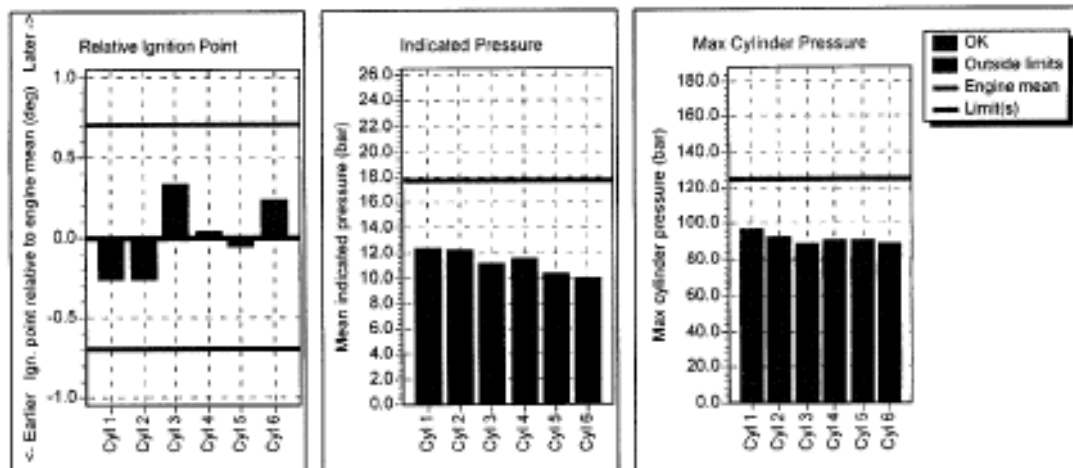 Relative Ignition Point
<- Earlier Ign. point relative to engine mean (deg) Later ->
1.0
0.5
0.0
-0.5
-1.0
Cyl 1
Cyl 2
Cyl 3
Cyl 4
Cyl 5
Cyl 6
Indicated Pressure
Mean indicated pressure (bar)
26.0
24.0
22.0
20.0
18.0
16.0
14.0
12.0
10.0
8.0
6.0
4.0
2.0
0.0
Cyl 1
Cyl 2
Cyl 3
Cyl 4
Cyl 5
Cyl 6
Max Cylinder Pressure
Max cylinder pressure (bar)
180.0
160.0
140.0
120.0
100.0
80.0
60.0
40.0
20.0
0.0
Cyl 1
Cyl 2
Cyl 3
Cyl 4
Cyl 5
Cyl 6
OK
Outside limits
Engine mean
Limit(s)